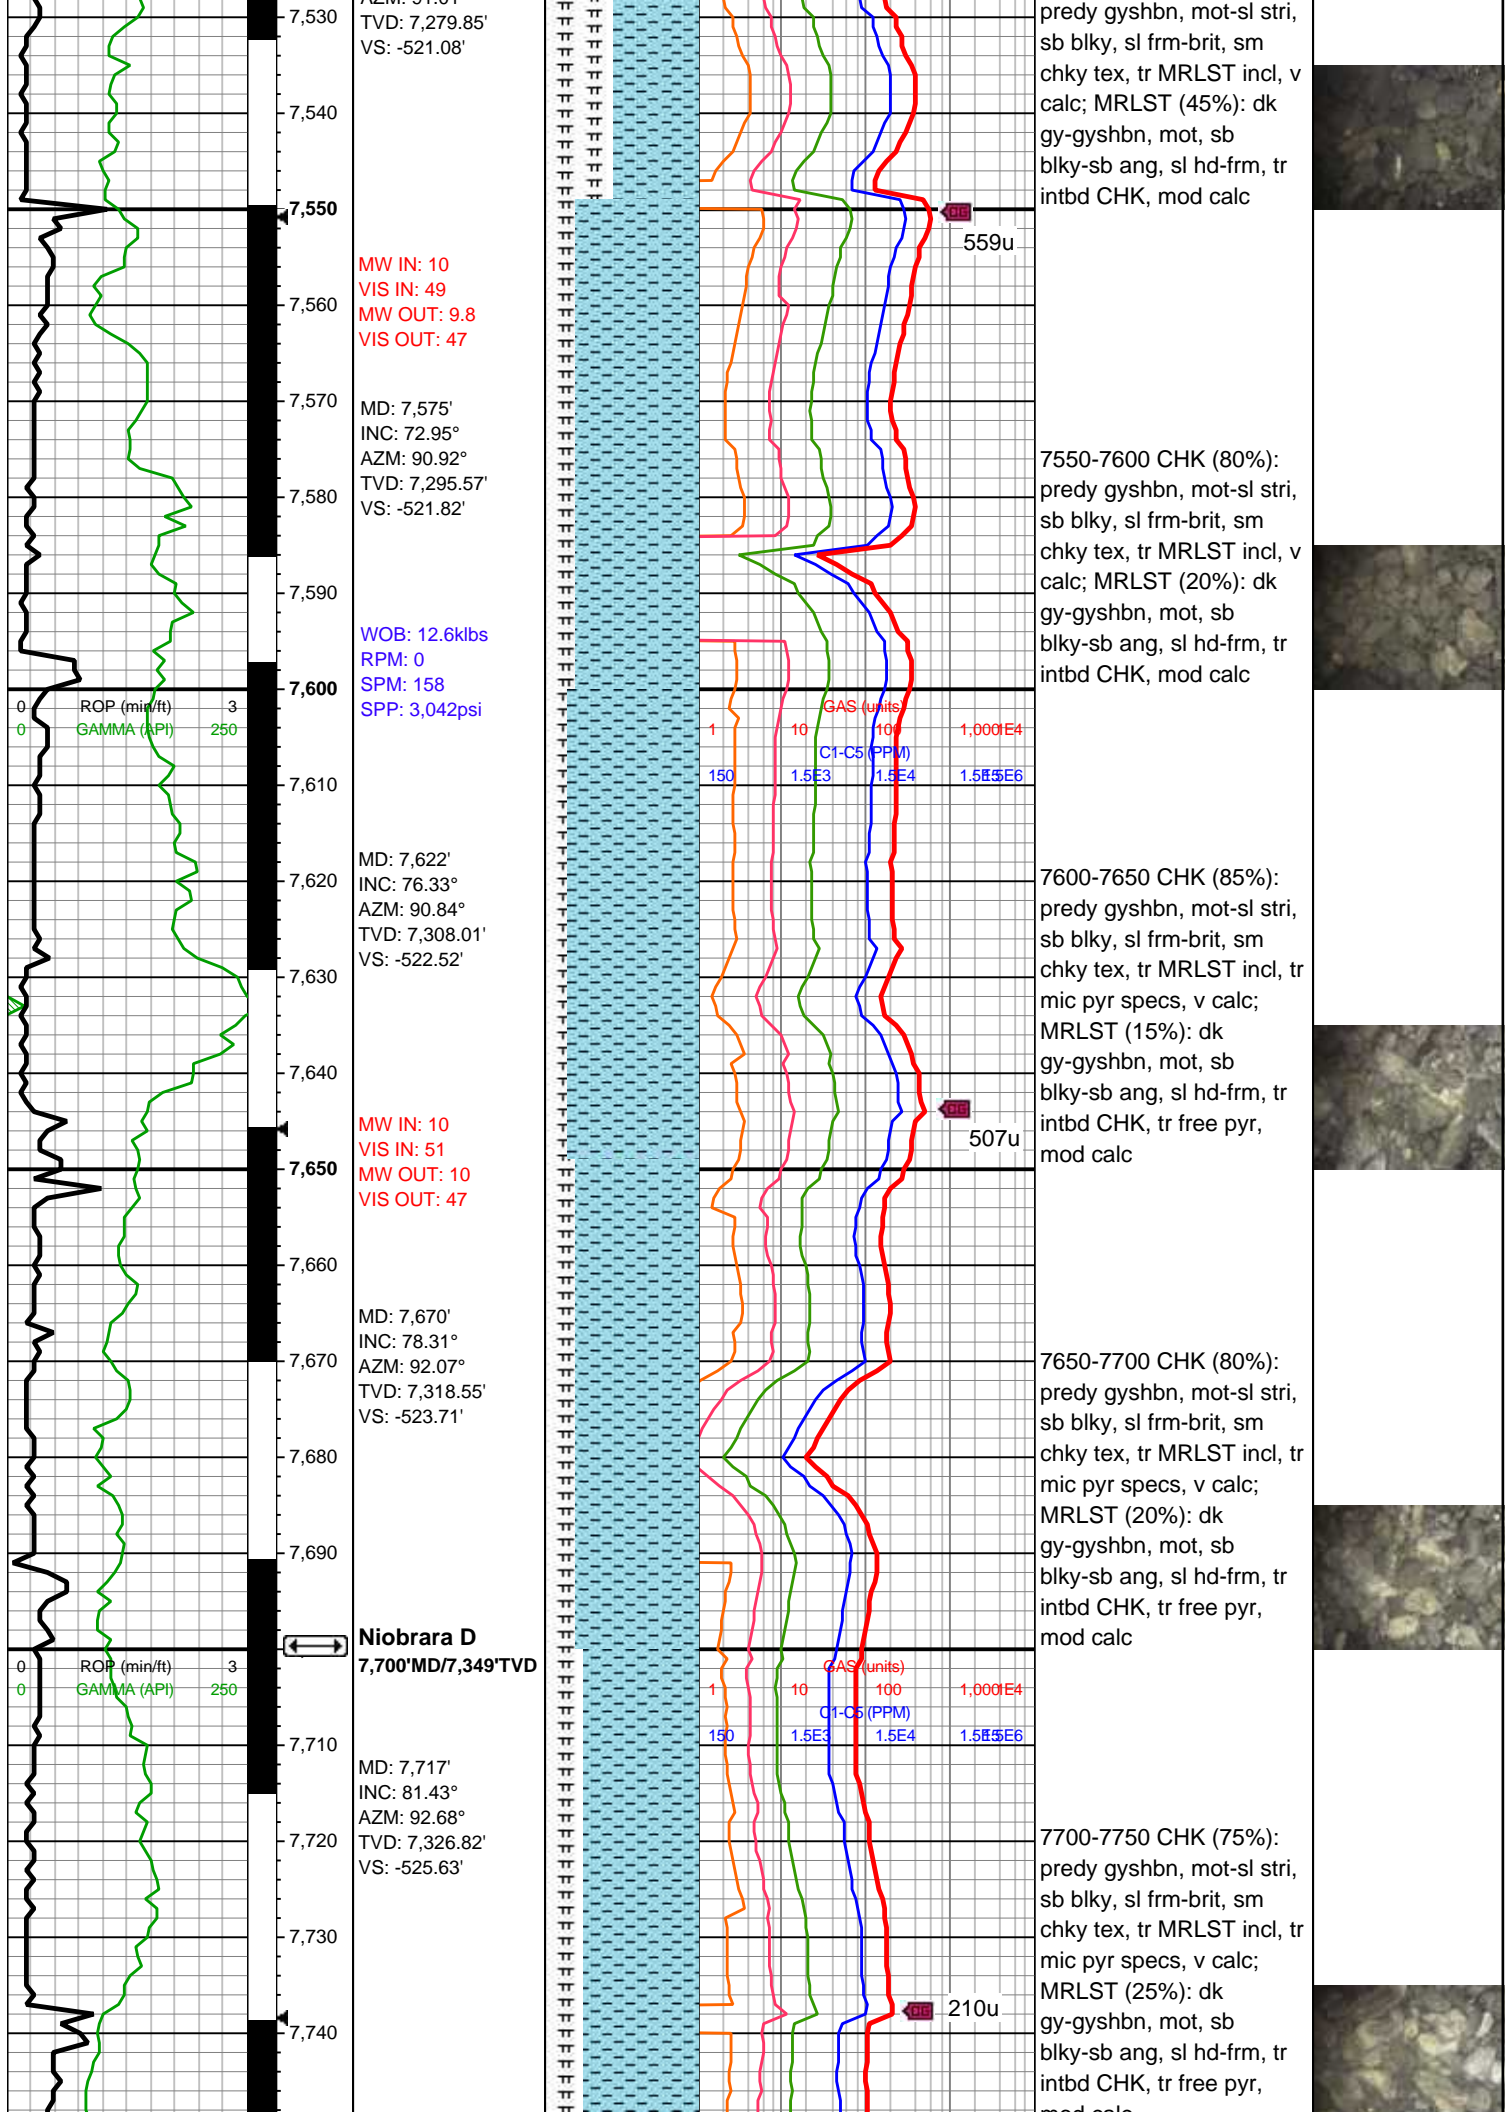 TVD: 7,279.85'
VS: -521.08'
predy gyshbn, mot-sl stri,
sb blky, sl frm-brit, sm
chky tex, tr MRLST incl, v
calc; MRLST (45%): dk
gy-gyshbn, mot, sb
blky-sb ang, sl hd-frm, tr
intbd CHK, mod calc
7,530
7,540
7,550
559u
MW IN: 10
VIS IN: 49
MW OUT: 9.8
VIS OUT: 47
7,560
7,570
MD: 7,575'
INC: 72.95°
AZM: 90.92°
TVD: 7,295.57'
VS: -521.82'
7550-7600 CHK (80%):
predy gyshbn, mot-sl stri,
sb blky, sl frm-brit, sm
chky tex, tr MRLST incl, v
calc; MRLST (20%): dk
gy-gyshbn, mot, sb
blky-sb ang, sl hd-frm, tr
intbd CHK, mod calc
7,580
7,590
WOB: 12.6klbs
RPM: 0
SPM: 158
SPP: 3,042psi
7,600
0 ROP (min/ft) 3
0 GAMMA (API) 250
GAS (units)
1 10 100 1,000 1E4
C1-C5 (PPM)
150 1.5E3 1.5E4 1.5E5 1.5E6
7,610
7,620
MD: 7,622'
INC: 76.33°
AZM: 90.84°
TVD: 7,308.01'
VS: -522.52'
7600-7650 CHK (85%):
predy gyshbn, mot-sl stri,
sb blky, sl frm-brit, sm
chky tex, tr MRLST incl, tr
mic pyr specs, v calc;
MRLST (15%): dk
gy-gyshbn, mot, sb
blky-sb ang, sl hd-frm, tr
intbd CHK, tr free pyr,
mod calc
7,630
7,640
507u
MW IN: 10
VIS IN: 51
MW OUT: 10
VIS OUT: 47
7,650
7,660
MD: 7,670'
INC: 78.31°
AZM: 92.07°
TVD: 7,318.55'
VS: -523.71'
7,670
7650-7700 CHK (80%):
predy gyshbn, mot-sl stri,
sb blky, sl frm-brit, sm
chky tex, tr MRLST incl, tr
mic pyr specs, v calc;
MRLST (20%): dk
gy-gyshbn, mot, sb
blky-sb ang, sl hd-frm, tr
intbd CHK, tr free pyr,
mod calc
7,680
7,690
Niobrara D
7,700'MD/7,349'TVD
0 ROP (min/ft) 3
0 GAMMA (API) 250
GAS (units)
1 10 100 1,000 1E4
C1-C5 (PPM)
150 1.5E3 1.5E4 1.5E5 1.5E6
7,710
MD: 7,717'
INC: 81.43°
AZM: 92.68°
TVD: 7,326.82'
VS: -525.63'
7,720
7700-7750 CHK (75%):
predy gyshbn, mot-sl stri,
sb blky, sl frm-brit, sm
chky tex, tr MRLST incl, tr
mic pyr specs, v calc;
MRLST (25%): dk
gy-gyshbn, mot, sb
blky-sb ang, sl hd-frm, tr
intbd CHK, tr free pyr,
7,730
210u
7,740